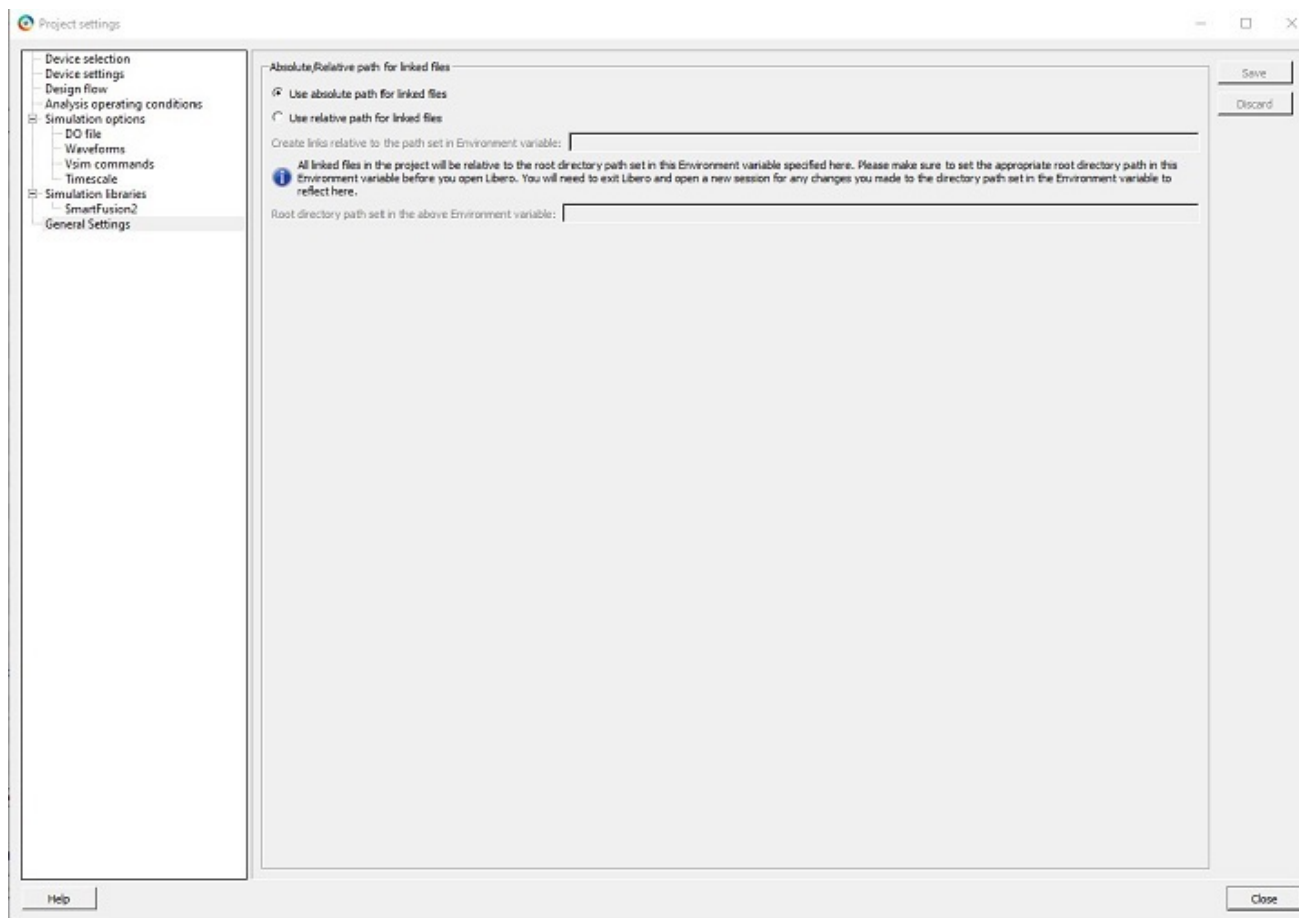 Project settings
Device selection
Device settings
Design flow
Analysis operating conditions
Simulation options
DO file
Waveforms
Vsim commands
Timescale
Simulation libraries
SmartFusion2
General Settings
Absolute/Relative path for linked files
Use absolute path for linked files
Use relative path for linked files
Create links relative to the path set in Environment variable:
All linked files in the project will be relative to the root directory path set in this Environment variable specified here. Please make sure to set the appropriate root directory path in this
Environment variable before you open Libero. You will need to exit Libero and open a new session for any changes you made to the directory path set in the Environment variable to
reflect here.
Root directory path set in the above Environment variable:
Save
Discard
Help
Close